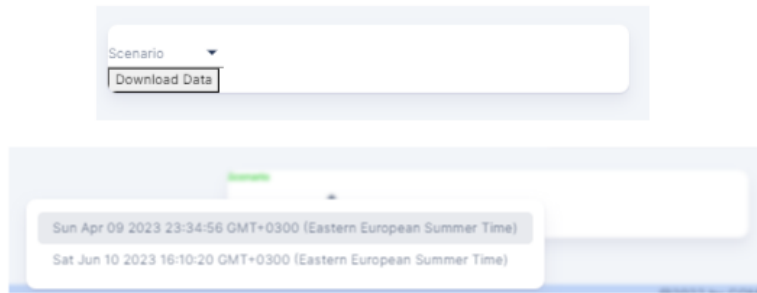 Scenario
Download Data
Scenario
Sun Apr 09 2023 23:34:56 GMT+0300 (Eastern European Summer Time)
Sat Jun 10 2023 16:10:20 GMT+0300 (Eastern European Summer Time)